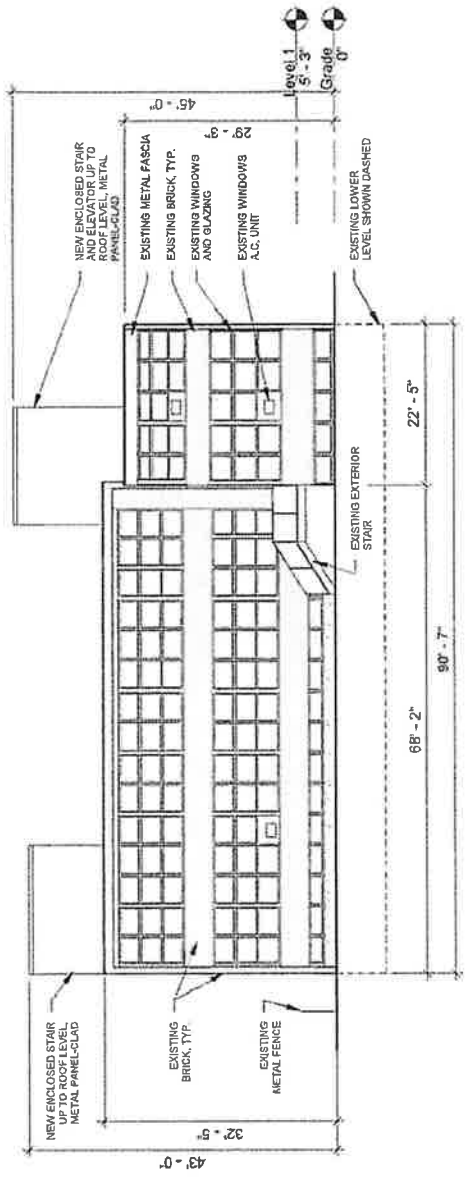 NEW ENCLOSED STAIR
AND ELEVATOR UP TO
ROOF LEVEL, METAL
PANEL-CLAD
45' - 0"
29' - 9"
EXISTING METAL FASCIA
EXISTING BRICK, TYP.
EXISTING WINDOWS
AND GLAZING
EXISTING WINDOWS
A.C. UNIT
Level 1
5' - 3"
Grade
0"
EXISTING LOWER
LEVEL SHOWN DASHED
EXISTING EXTERIOR
STAIR
22' - 5"
68' - 2"
90' - 7"
NEW ENCLOSED STAIR
UP TO ROOF LEVEL,
METAL PANEL-CLAD
EXISTING
BRICK, TYP.
EXISTING
METAL FENCE
32' - 5"
43' - 0"